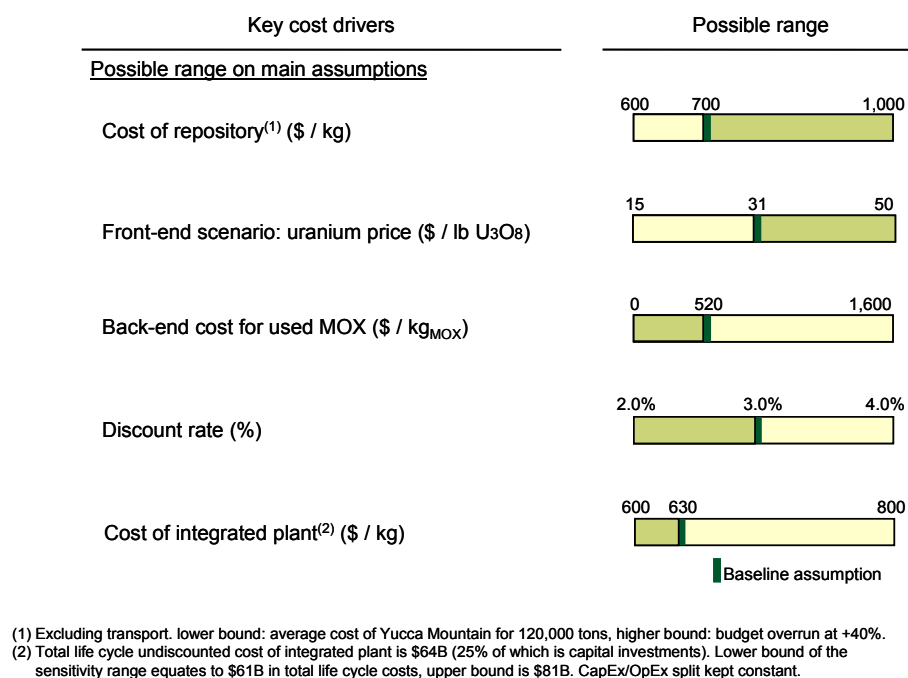 Key cost drivers
Possible range
Possible range on main assumptions
Cost of repository(1) ($ / kg)
600 700 1,000
Front-end scenario: uranium price ($ / lb U3O8)
15 31 50
Back-end cost for used MOX ($ / kgMOX)
0 520 1,600
Discount rate (%)
2.0% 3.0% 4.0%
Cost of integrated plant(2) ($ / kg)
600 630 800
Baseline assumption
(1) Excluding transport. lower bound: average cost of Yucca Mountain for 120,000 tons, higher bound: budget overrun at +40%.
(2) Total life cycle undiscounted cost of integrated plant is $64B (25% of which is capital investments). Lower bound of the
sensitivity range equates to $61B in total life cycle costs, upper bound is $81B. CapEx/OpEx split kept constant.